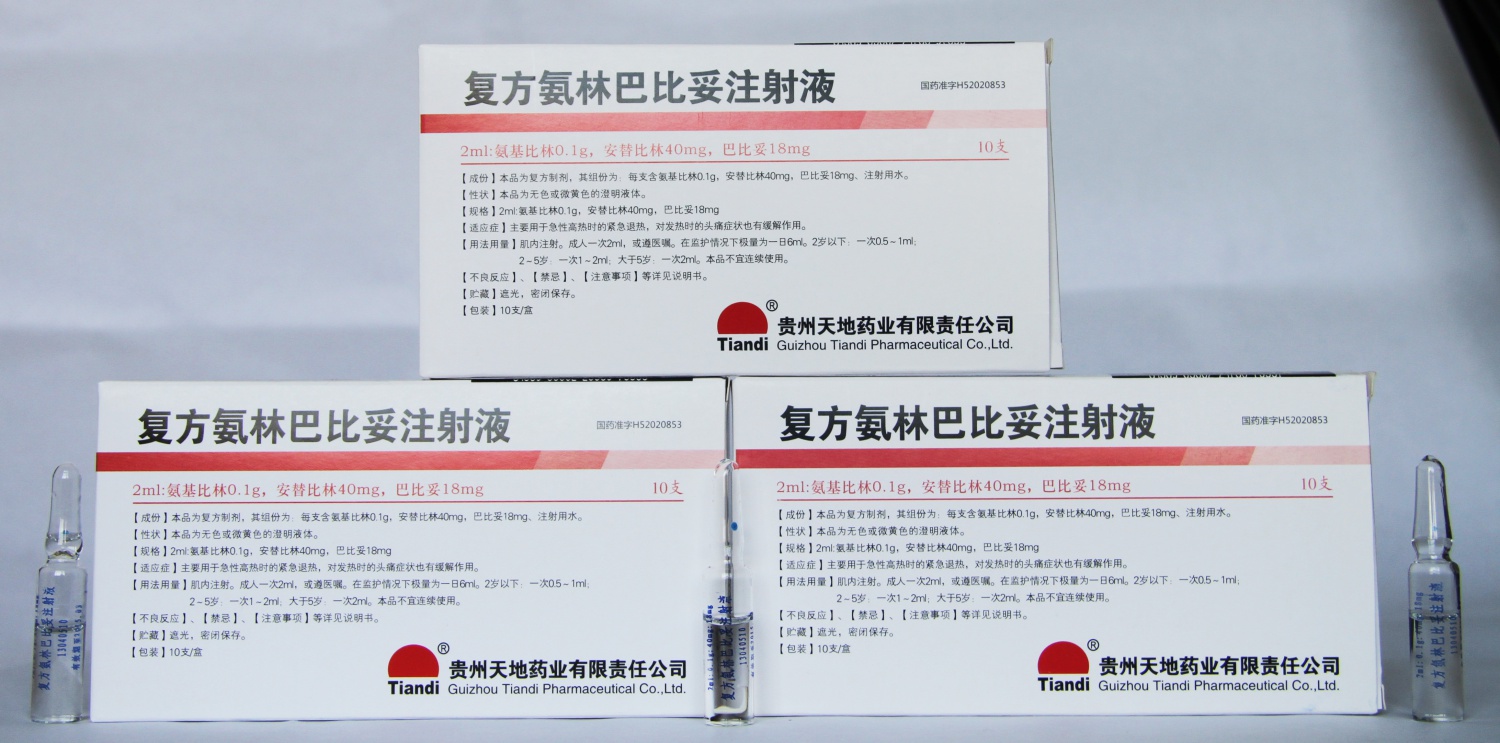 复方氨林巴比妥注射液
国药准字H52020853
2ml:氨基比林0.1g，安替比林40mg，巴比妥18mg
10支
【成份】本品为复方制剂，其组份为：每支含氨基比林0.1g，安替比林40mg，巴比妥18mg、注射用水。
【性状】本品为无色或微黄色的澄明液体。
【规格】2ml:氨基比林0.1g，安替比林40mg，巴比妥18mg
【适应症】主要用于急性高热时的紧急退热，对发热时的头痛症状也有缓解作用。
【用法用量】肌内注射。成人一次2ml，或遵医嘱。在监护情况下极量为一日6ml。2岁以下：一次0.5~1ml；
2~5岁：一次1~2ml；大于5岁：一次2ml。本品不宜连续使用。
【不良反应】、【禁忌】、【注意事项】等详见说明书。
【贮藏】遮光，密闭保存。
【包装】10支/盒
®
Tiandi
贵州天地药业有限责任公司
Guizhou Tiandi Pharmaceutical Co.,Ltd.
复方氨林巴比妥注射液
国药准字H52020853
2ml:氨基比林0.1g，安替比林40mg，巴比妥18mg
10支
【成份】本品为复方制剂，其组份为：每支含氨基比林0.1g，安替比林40mg，巴比妥18mg、注射用水。
【性状】本品为无色或微黄色的澄明液体。
【规格】2ml:氨基比林0.1g，安替比林40mg，巴比妥18mg
【适应症】主要用于急性高热时的紧急退热，对发热时的头痛症状也有缓解作用。
【用法用量】肌内注射。成人一次2ml，或遵医嘱。在监护情况下极量为一日6ml。2岁以下：一次0.5~1ml；
2~5岁：一次1~2ml；大于5岁：一次2ml。本品不宜连续使用。
【不良反应】、【禁忌】、【注意事项】等详见说明书。
【贮藏】遮光，密闭保存。
【包装】10支/盒
®
Tiandi
贵州天地药业有限责任公司
Guizhou Tiandi Pharmaceutical Co.,Ltd.
复方氨林巴比妥注射液
国药准字H52020853
2ml:氨基比林0.1g，安替比林40mg，巴比妥18mg
10支
【成份】本品为复方制剂，其组份为：每支含氨基比林0.1g，安替比林40mg，巴比妥18mg、注射用水。
【性状】本品为无色或微黄色的澄明液体。
【规格】2ml:氨基比林0.1g，安替比林40mg，巴比妥18mg
【适应症】主要用于急性高热时的紧急退热，对发热时的头痛症状也有缓解作用。
【用法用量】肌内注射。成人一次2ml，或遵医嘱。在监护情况下极量为一日6ml。2岁以下：一次0.5~1ml；
2~5岁：一次1~2ml；大于5岁：一次2ml。本品不宜连续使用。
【不良反应】、【禁忌】、【注意事项】等详见说明书。
【贮藏】遮光，密闭保存。
【包装】10支/盒
®
Tiandi
贵州天地药业有限责任公司
Guizhou Tiandi Pharmaceutical Co.,Ltd.
复方氨林巴比妥注射液
13040510
2ml:0.1g:40mg:18mg
复方氨林巴比妥注射液
13040510
2ml:0.1g:40mg:18mg
复方氨林巴比妥注射液
13040510